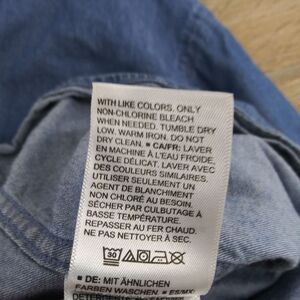 WITH LIKE COLORS. ONLY
NON-CHLORINE BLEACH
WHEN NEEDED. TUMBLE DRY
LOW. WARM IRON. DO NOT
DRY CLEAN. ■ CA/FR: LAVER
EN MACHINE À L'EAU FROIDE,
CYCLE DÉLICAT. LAVER AVEC
DES COULEURS SIMILAIRES.
UTILISER SEULEMENT UN
AGENT DE BLANCHIMENT
NON CHLORÉ AU BESOIN.
SÉCHER PAR CULBUTAGE À
BASSE TEMPÉRATURE.
REPASSER AU FER CHAUD.
NE PAS NETTOYER À SEC.
30
■ DE: MIT ÄHNLICHEN
FARBEN WASCHEN. ■ ES/MX: